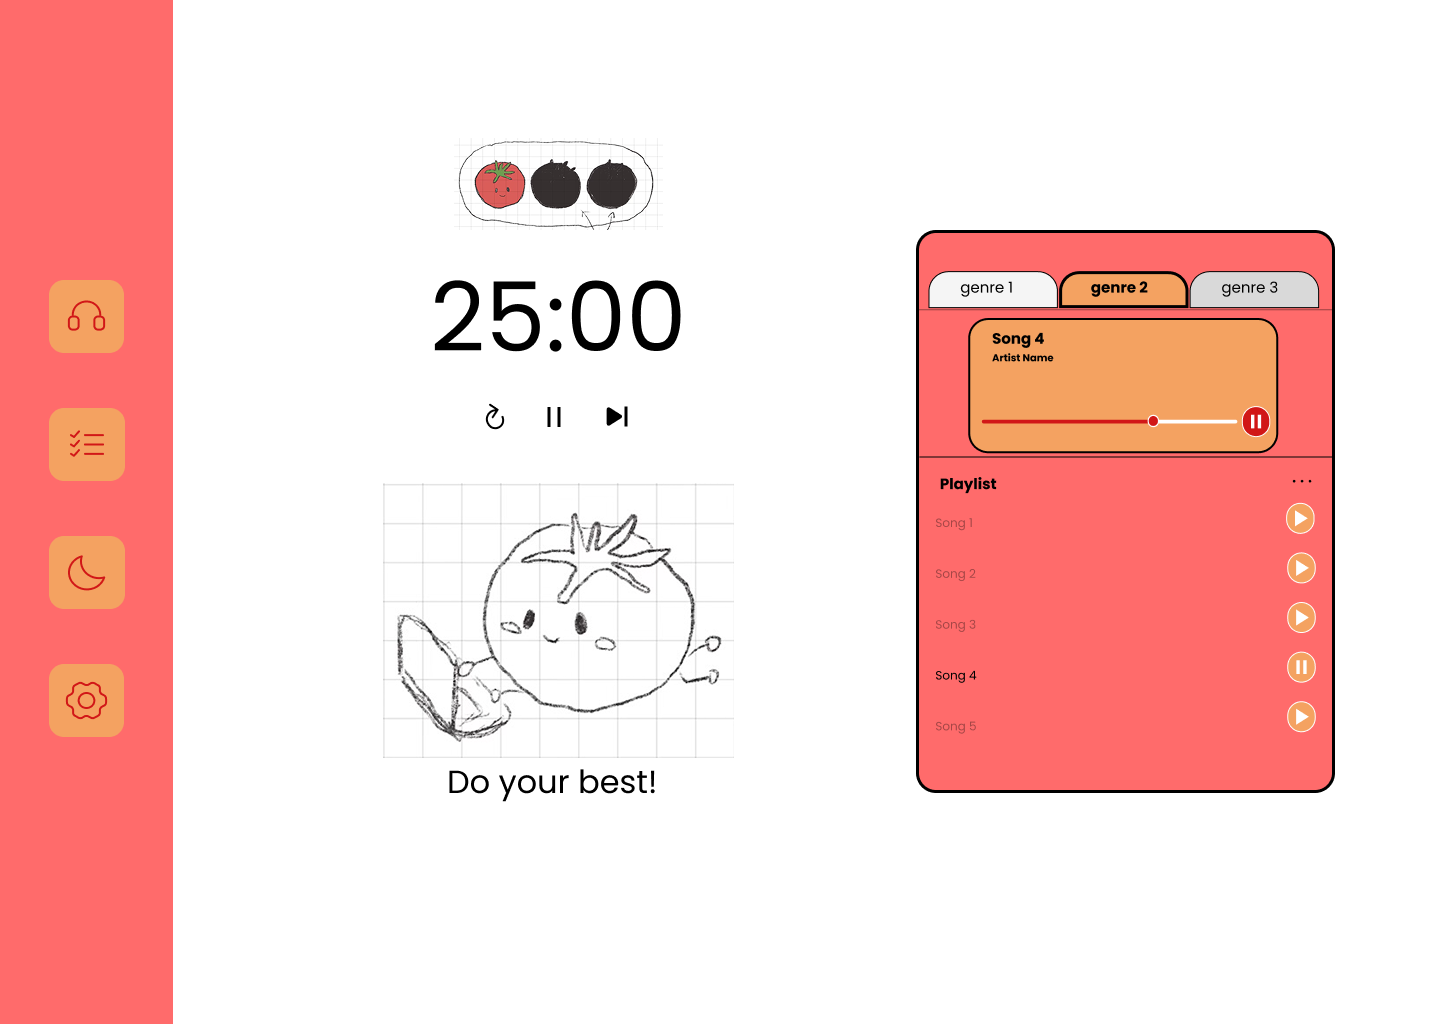 25:00
Do your best!
genre 1
genre 2
genre 3
Song 4
Artist Name
Playlist
...
Song 1
Song 2
Song 3
Song 4
Song 5